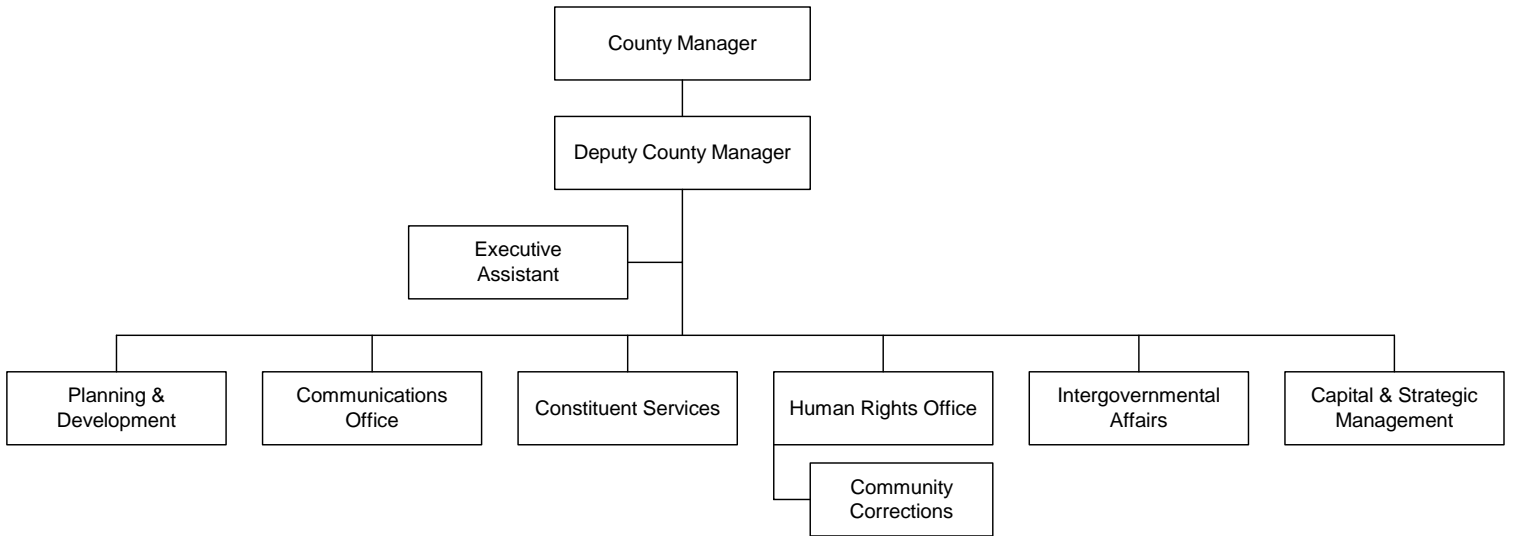 County Manager
Deputy County Manager
Executive
Assistant
Planning &
Development
Communications
Office
Constituent Services
Human Rights Office
Intergovernmental
Affairs
Capital & Strategic
Management
Community
Corrections